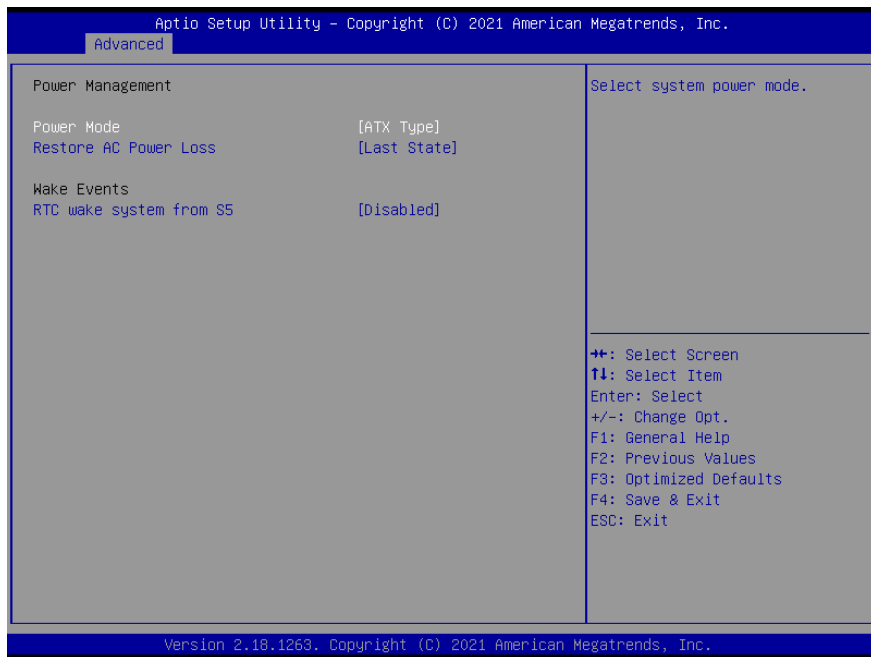 Aptio Setup Utility – Copyright (C) 2021 American Megatrends, Inc.
Advanced
Power Management
Power Mode [ATX Type]
Restore AC Power Loss [Last State]
Wake Events
RTC wake system from S5 [Disabled]
Select system power mode.
→←: Select Screen
↑↓: Select Item
Enter: Select
+/-: Change Opt.
F1: General Help
F2: Previous Values
F3: Optimized Defaults
F4: Save & Exit
ESC: Exit
Version 2.18.1263. Copyright (C) 2021 American Megatrends, Inc.